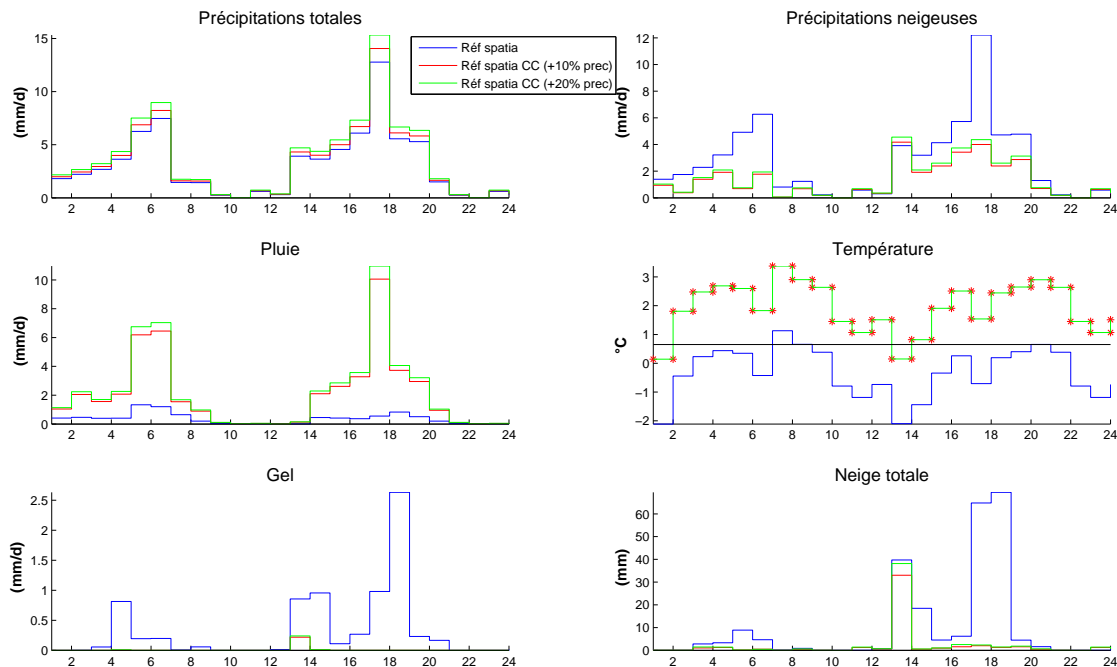 Précipitations totales
15
10
5
0
(mm/d)
2 4 6 8 10 12 14 16 18 20 22 24
Réf spatia
Réf spatia CC (+10% prec)
Réf spatia CC (+20% prec)
Précipitations neigeuses
12
10
8
6
4
2
0
(mm/d)
2 4 6 8 10 12 14 16 18 20 22 24
Pluie
10
8
6
4
2
0
(mm/d)
2 4 6 8 10 12 14 16 18 20 22 24
Température
3
2
1
0
−1
−2
°C
2 4 6 8 10 12 14 16 18 20 22 24
Gel
2.5
2
1.5
1
0.5
0
(mm/d)
2 4 6 8 10 12 14 16 18 20 22 24
Neige totale
60
50
40
30
20
10
0
(mm)
2 4 6 8 10 12 14 16 18 20 22 24